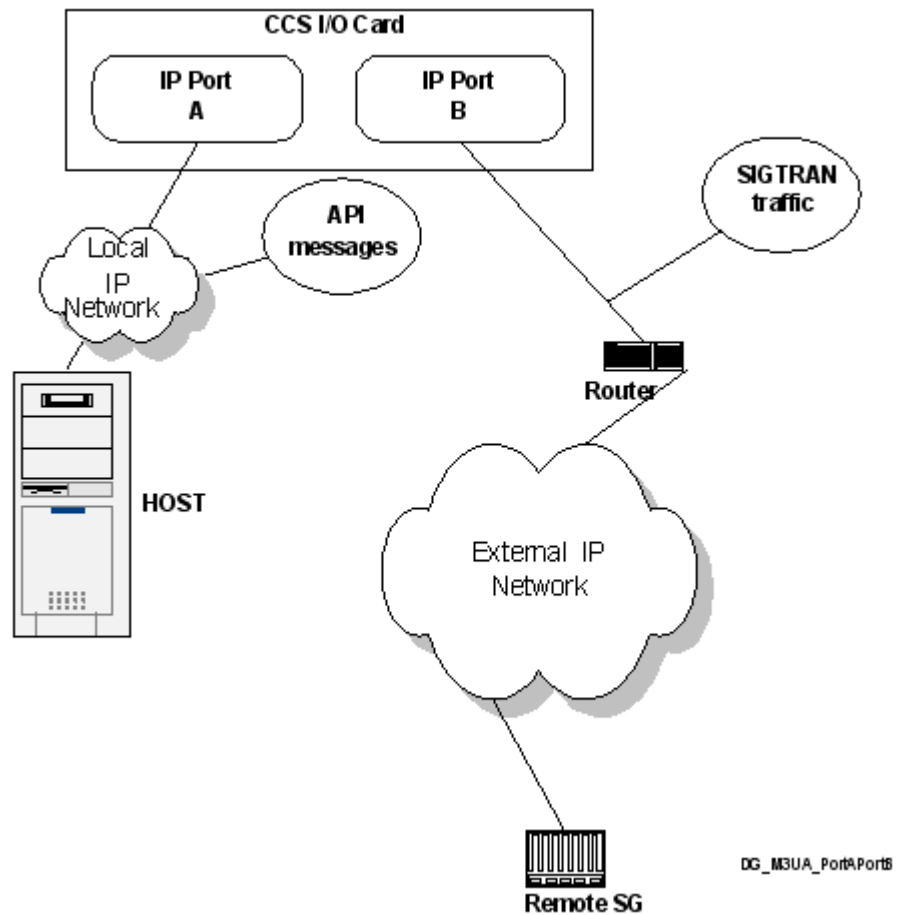 CCS I/O Card
IP Port
A
IP Port
B
SIGTRAN
traffic
API
messages
Local
IP
Network
Router
HOST
External IP
Network
DG_M3UA_PortAPortB
Remote SG